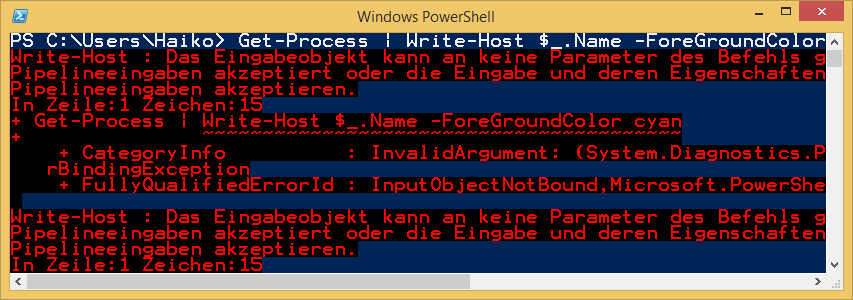 Windows PowerShell
PS C:\Users\Haiko> Get-Process | Write-Host $_.Name -ForeGroundColor
Write-Host : Das Eingabeobjekt kann an keine Parameter des Befehls g
Pipelineeingaben akzeptiert oder die Eingabe und deren Eigenschaften
Pipelineeingaben akzeptieren.
In Zeile:1 Zeichen:15
+ Get-Process | Write-Host $_.Name -ForeGroundColor cyan
+               ~~~~~~~~~~~~~~~~~~~~~~~~~~~~~~~~~~~~~~~~
    + CategoryInfo          : InvalidArgument: (System.Diagnostics.P
   rBindingException
    + FullyQualifiedErrorId : InputObjectNotBound,Microsoft.PowerShe
Write-Host : Das Eingabeobjekt kann an keine Parameter des Befehls g
Pipelineeingaben akzeptiert oder die Eingabe und deren Eigenschaften
Pipelineeingaben akzeptieren.
In Zeile:1 Zeichen:15